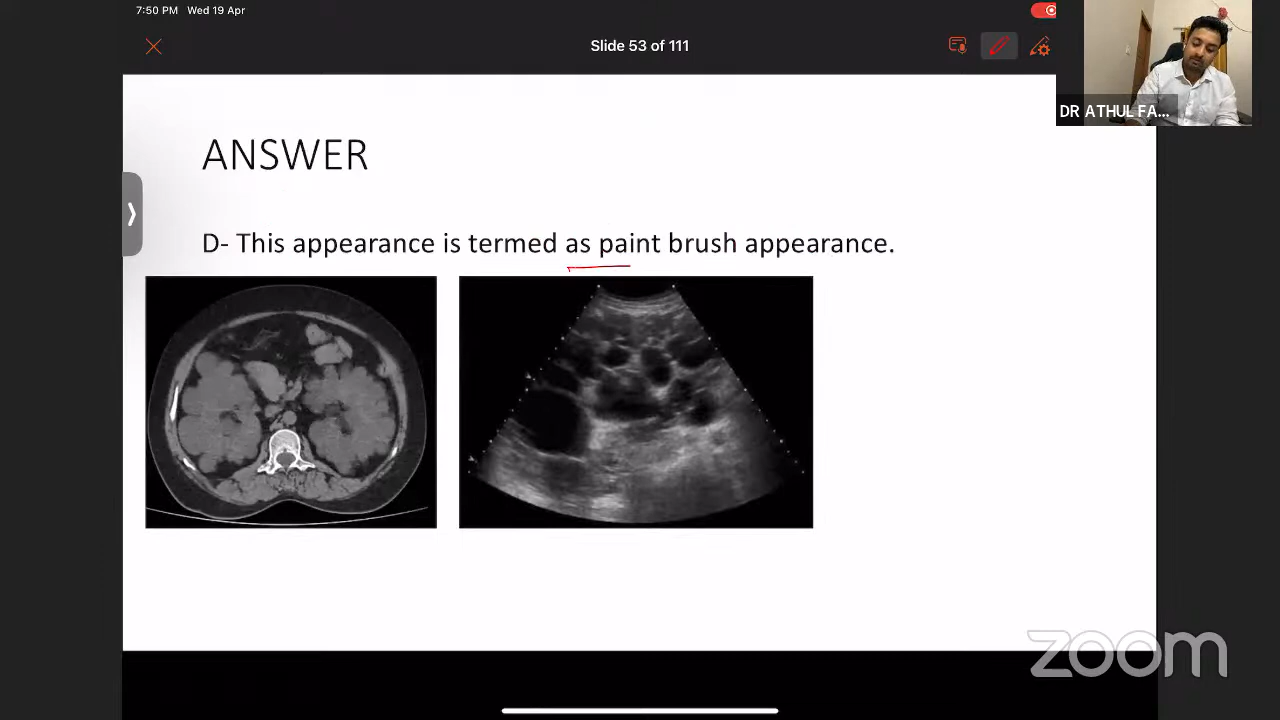 7:50 PM Wed 19 Apr
Slide 53 of 111
DR ATHUL FA...
ANSWER
D- This appearance is termed as paint brush appearance.
zoom